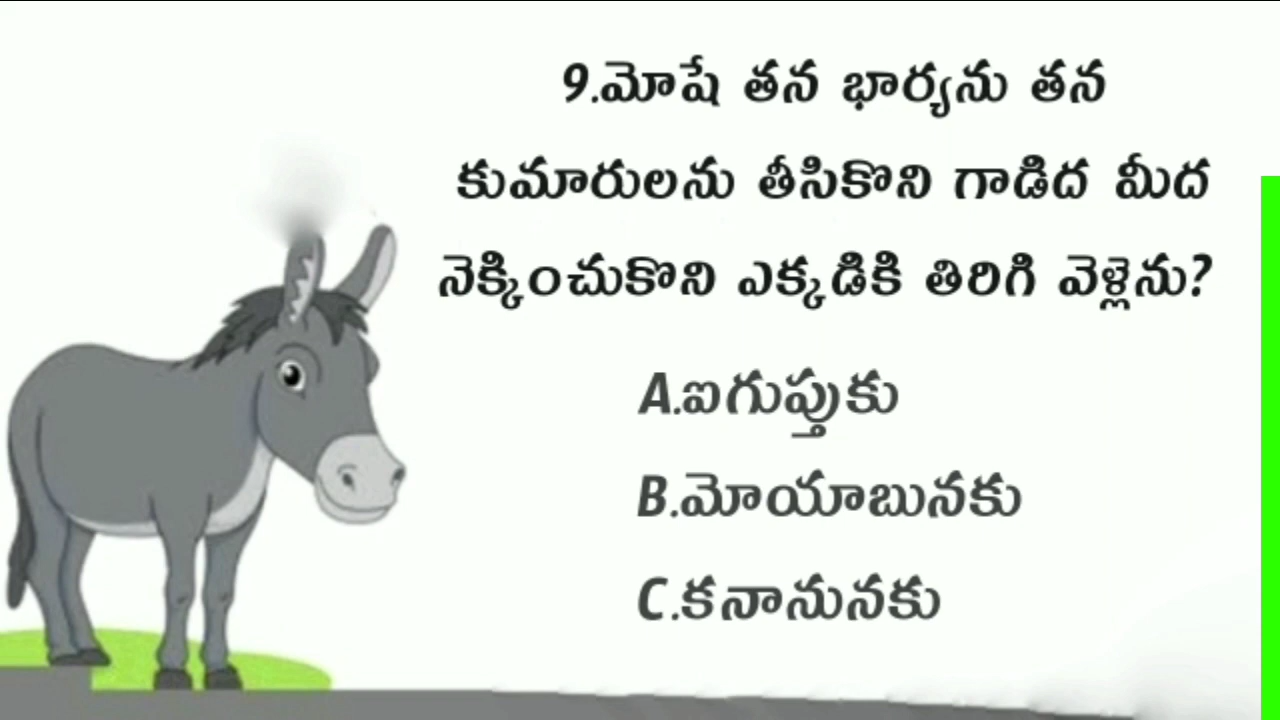 9.మోషే తన భార్యను తన
కుమారులను తీసికొని గాడిద మీద
నెక్కించుకొని ఎక్కడికి తిరిగి వెళ్లెను?
A.ఐగుప్తుకు
B.మోయాబునకు
C.కనానునకు